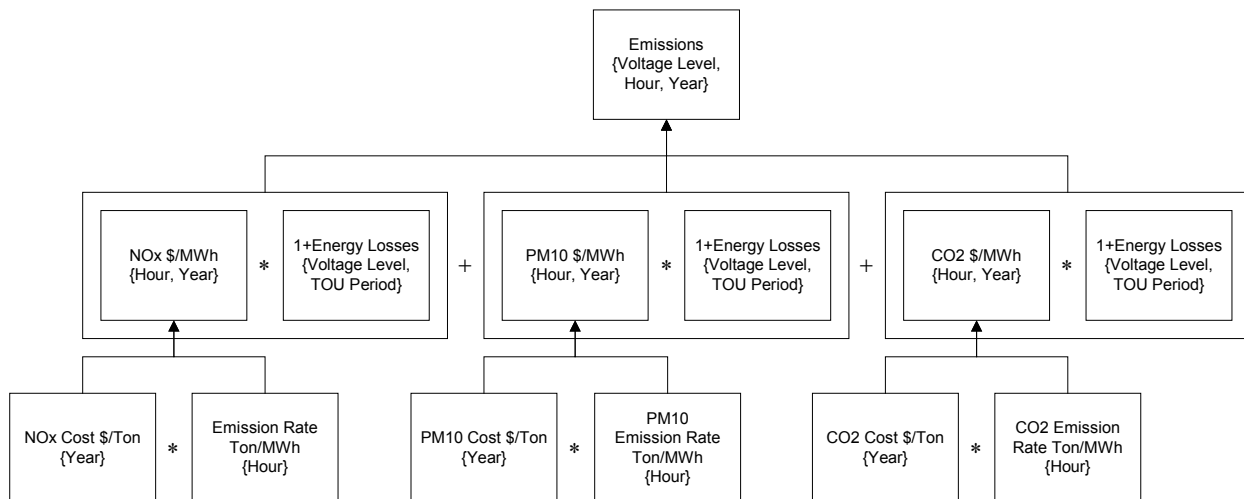 Emissions
{Voltage Level,
Hour, Year}
NOx $/MWh
{Hour, Year}
*
1+Energy Losses
{Voltage Level,
TOU Period}
+
PM10 $/MWh
{Hour, Year}
*
1+Energy Losses
{Voltage Level,
TOU Period}
+
CO2 $/MWh
{Hour, Year}
*
1+Energy Losses
{Voltage Level,
TOU Period}
NOx Cost $/Ton
{Year}
*
Emission Rate
Ton/MWh
{Hour}
PM10 Cost $/Ton
{Year}
*
PM10
Emission Rate
Ton/MWh
{Hour}
CO2 Cost $/Ton
{Year}
*
CO2 Emission
Rate Ton/MWh
{Hour}